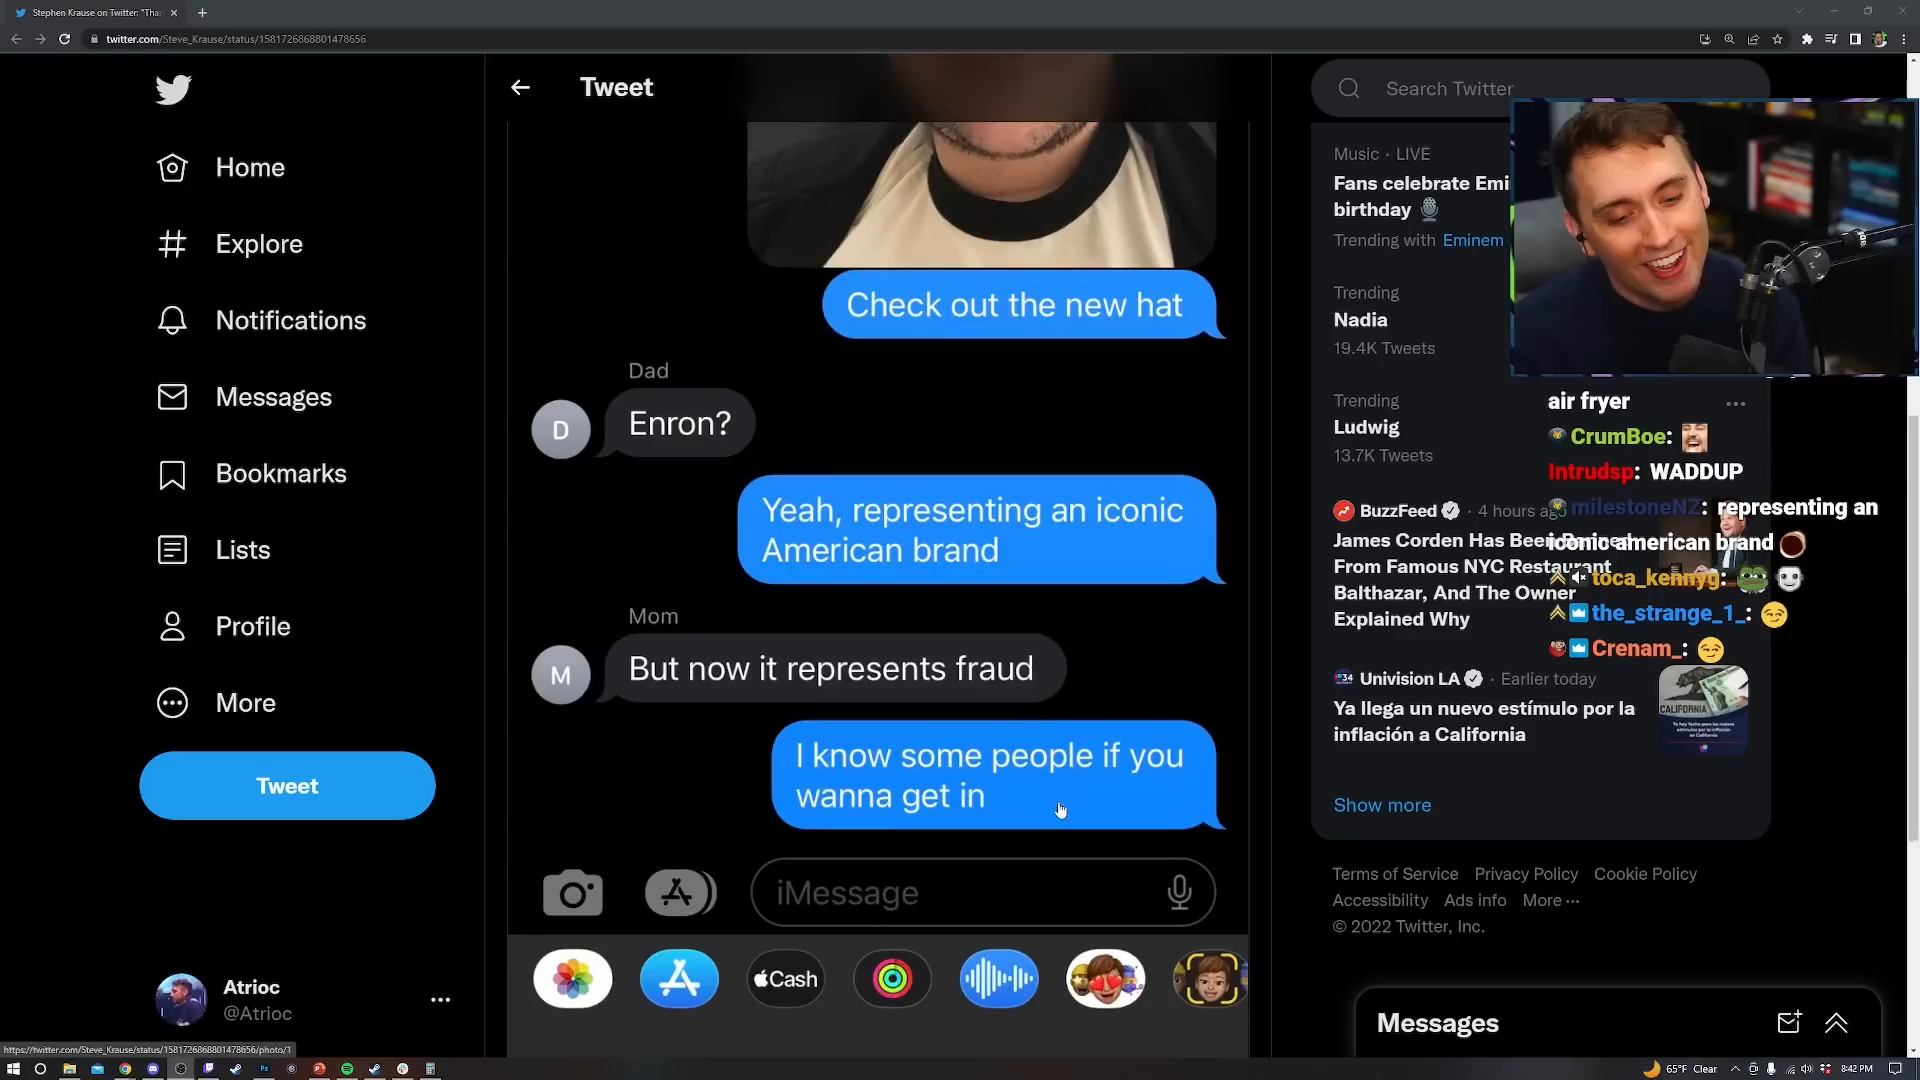 Stephen Krause on Twitter: "Than
twitter.com/Steve_Krause/status/1581726868801478656
Home
Explore
Notifications
Messages
Bookmarks
Lists
Profile
More
Tweet
Atrioc
@Atrioc
https://twitter.com/Steve_Krause/status/1581726868801478656/photo/1
Tweet
Check out the new hat
Dad
D
Enron?
Yeah, representing an iconic
American brand
Mom
M
But now it represents fraud
I know some people if you
wanna get in
iMessage
Cash
Search Twitter
Music · LIVE
Fans celebrate Emi
birthday
Trending with Eminem
Trending
Nadia
19.4K Tweets
Trending
Ludwig
13.7K Tweets
BuzzFeed · 4 hours ago
James Corden Has Been Banned
From Famous NYC Restaurant
Balthazar, And The Owner
Explained Why
Univision LA · Earlier today
Ya llega un nuevo estímulo por la
inflación a California
CALIFORNIA
Show more
air fryer
CrumBoe:
Intrudsp: WADDUP
milestoneNZ: representing an
iconic american brand
toca_kennyg:
the_strange_1_:
Crenam_:
Terms of Service Privacy Policy Cookie Policy
Accessibility Ads info More ···
© 2022 Twitter, Inc.
Messages
65°F Clear
8:42 PM